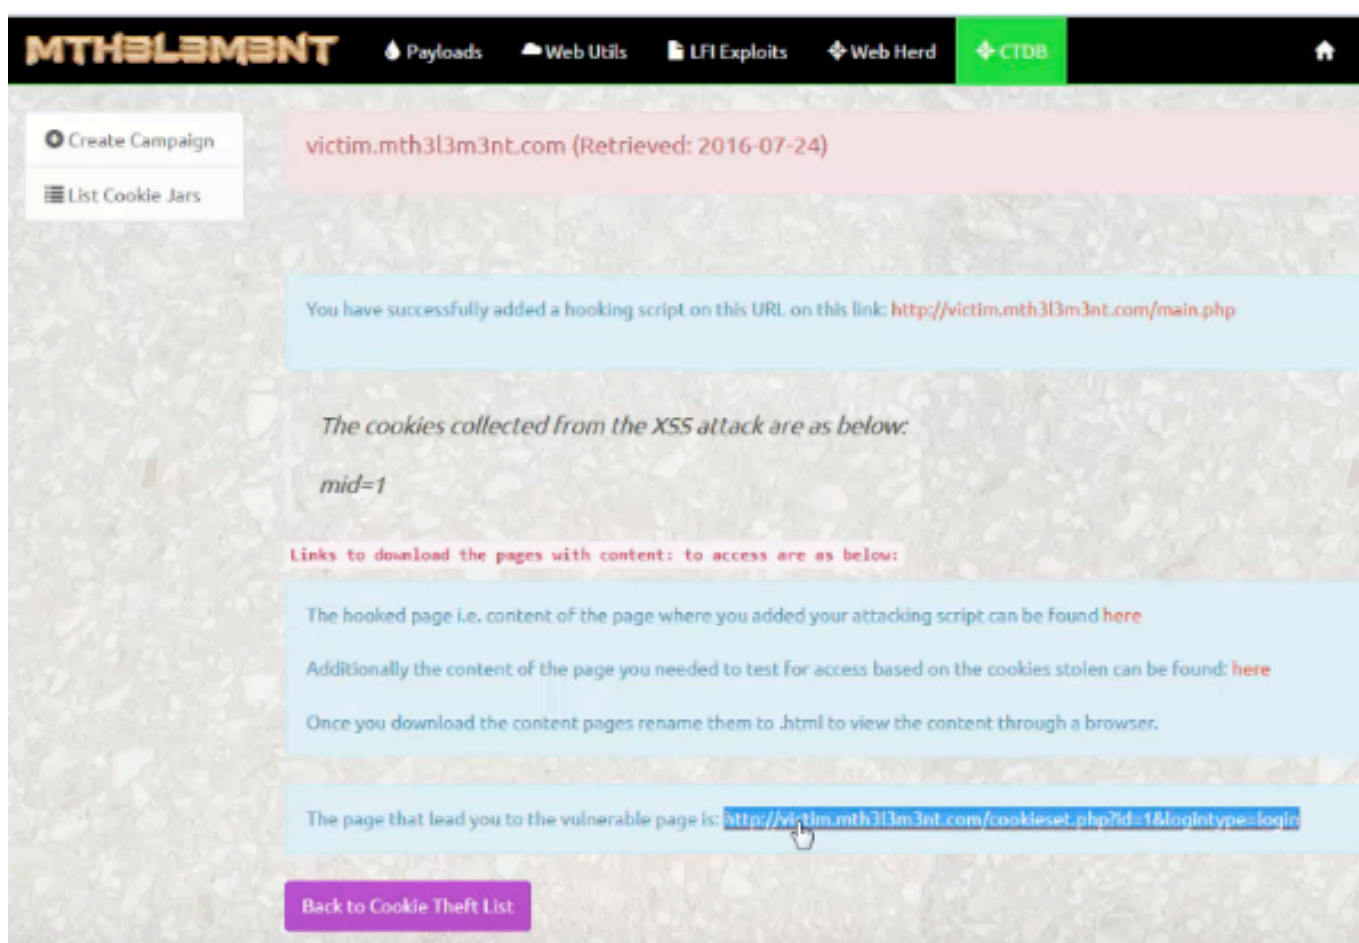 MTH3L3M3NT
Payloads
Web Utils
LFI Exploits
Web Herd
CTDB
Create Campaign
List Cookie Jars
victim.mth3l3m3nt.com (Retrieved: 2016-07-24)
You have successfully added a hooking script on this URL on this link: http://victim.mth3l3m3nt.com/main.php
The cookies collected from the XSS attack are as below:
mid=1
Links to download the pages with content: to access are as below:
The hooked page i.e. content of the page where you added your attacking script can be found here
Additionally the content of the page you needed to test for access based on the cookies stolen can be found: here
Once you download the content pages rename them to .html to view the content through a browser.
The page that lead you to the vulnerable page is: http://victim.mth3l3m3nt.com/cookieset.php?id=1&logintype=login
Back to Cookie Theft List